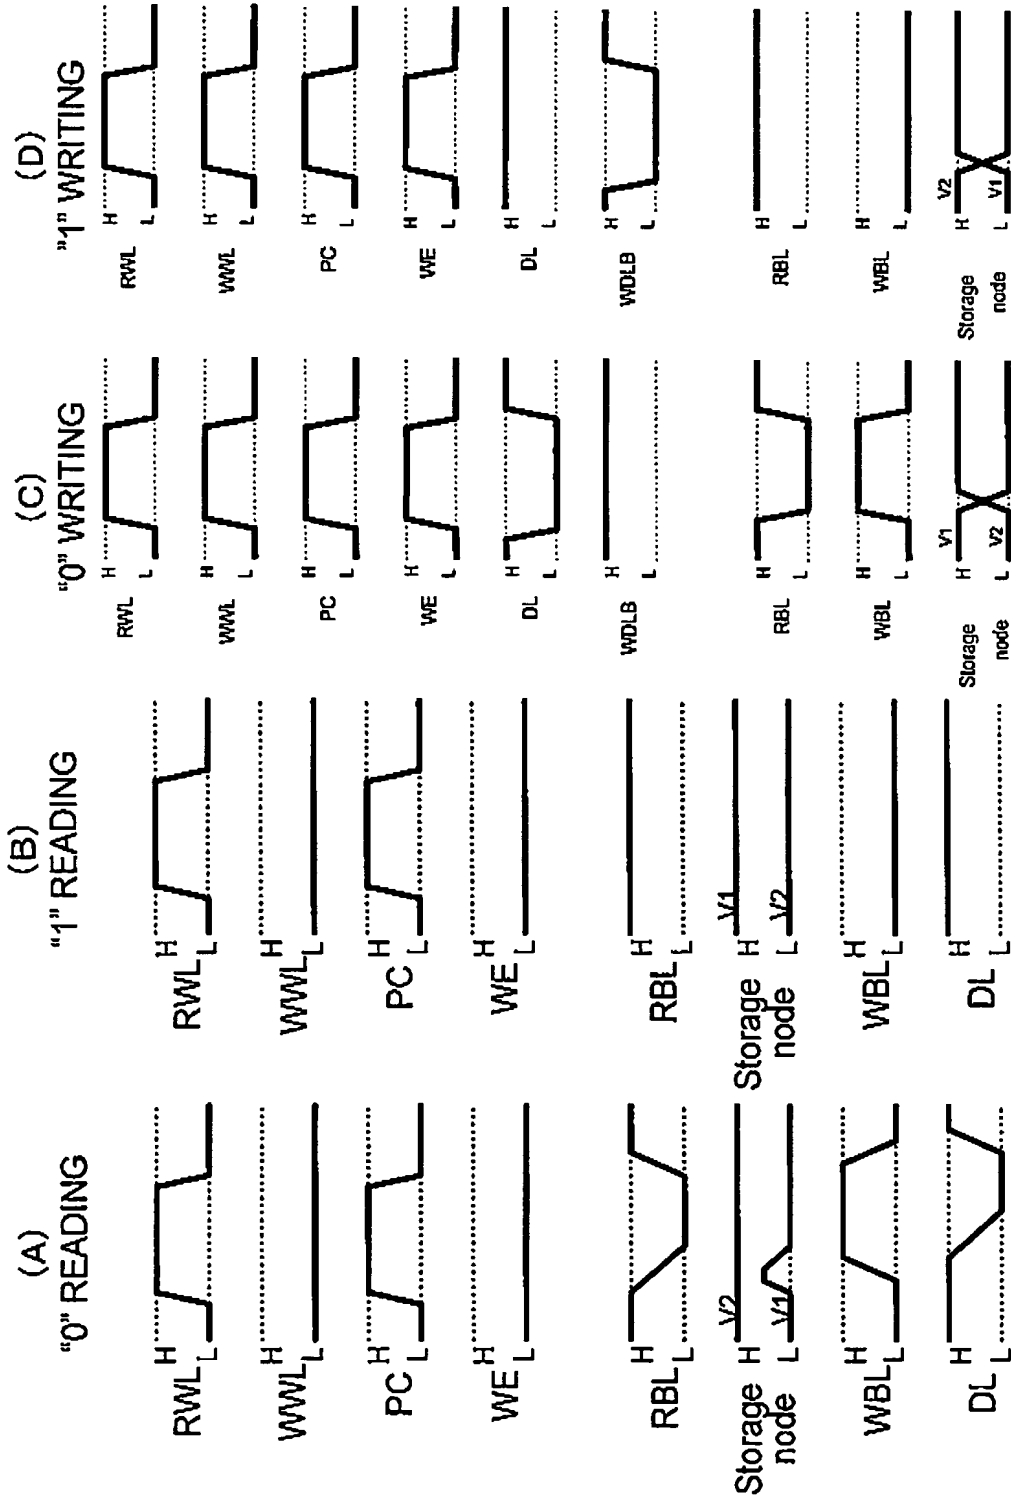 (A)
"0" READING
RWL
H
L
WWL
H
L
PC
H
L
WE
H
L
RBL
H
L
Storage
node
H
L
V2
V1
WBL
H
L
DL
H
L
(B)
"1" READING
RWL
H
L
WWL
H
L
PC
H
L
WE
H
L
RBL
H
L
Storage
node
H
L
V1
V2
WBL
H
L
DL
H
L
(C)
"0" WRITING
RWL
H
L
WWL
H
L
PC
H
L
WE
H
L
DL
H
L
WDLB
H
L
RBL
H
L
WBL
H
L
Storage
node
H
L
V1
V2
(D)
"1" WRITING
RWL
H
L
WWL
H
L
PC
H
L
WE
H
L
DL
H
L
WDLB
H
L
RBL
H
L
WBL
H
L
Storage
node
H
L
V2
V1